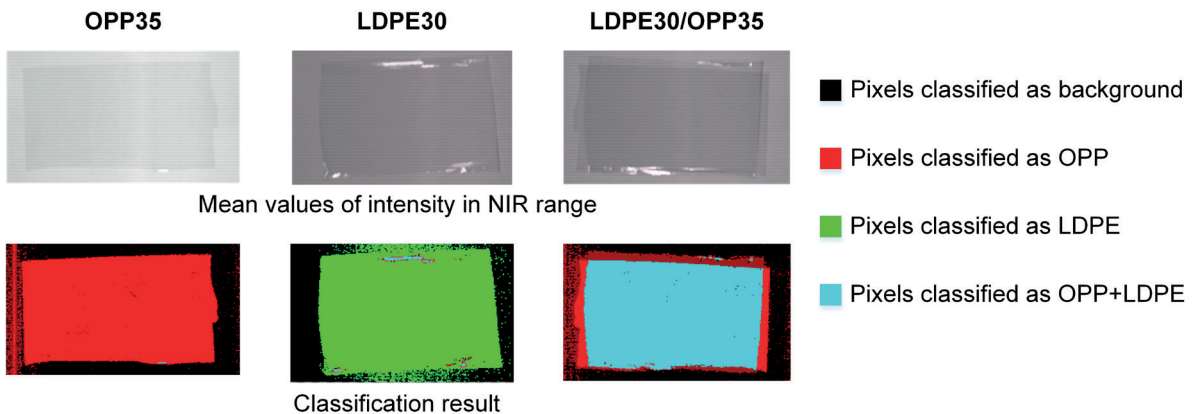 OPP35
LDPE30
LDPE30/OPP35
Pixels classified as background
Pixels classified as OPP
Mean values of intensity in NIR range
Pixels classified as LDPE
Pixels classified as OPP+LDPE
Classification result